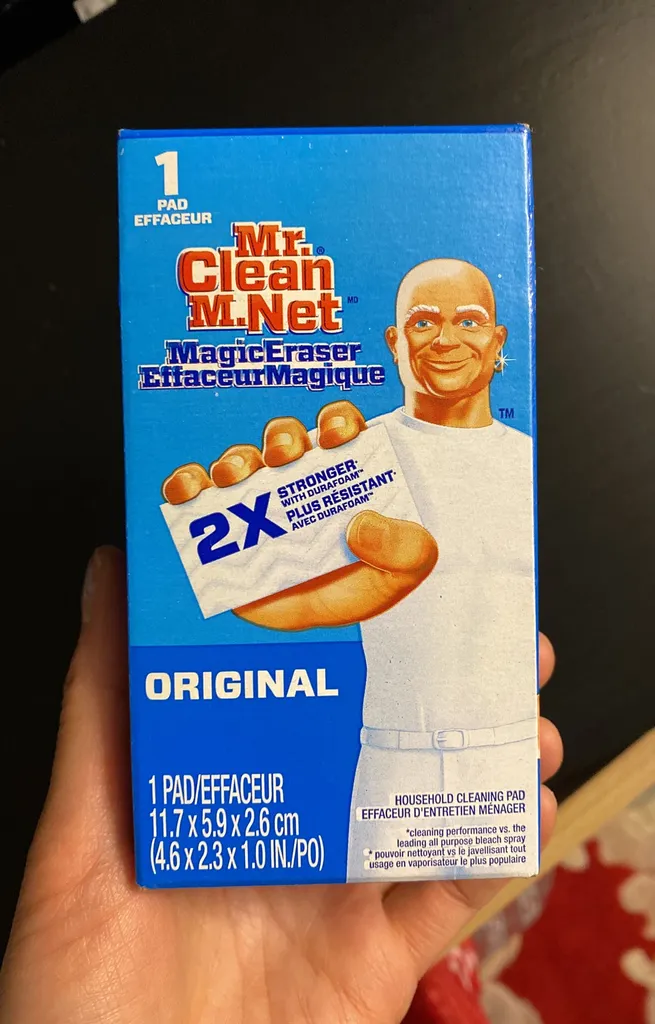 1
PAD
EFFACEUR
Mr.®
Clean
M.Net MD
MagicEraser
EffaceurMagique
TM
2X
STRONGER*
WITH DURAFOAM™
PLUS RÉSISTANT*
AVEC DURAFOAM™
ORIGINAL
1 PAD/EFFACEUR
11.7 x 5.9 x 2.6 cm
(4.6 x 2.3 x 1.0 IN./PO)
HOUSEHOLD CLEANING PAD
EFFACEUR D'ENTRETIEN MÉNAGER
*cleaning performance vs. the
leading all purpose bleach spray
* pouvoir nettoyant vs le javellisant tout
usage en vaporisateur le plus populaire